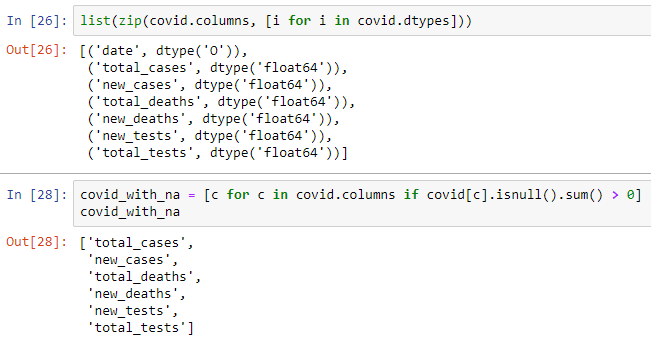 In [26]: list(zip(covid.columns, [i for i in covid.dtypes]))
Out[26]: [('date', dtype('O')),
('total_cases', dtype('float64')),
('new_cases', dtype('float64')),
('total_deaths', dtype('float64')),
('new_deaths', dtype('float64')),
('new_tests', dtype('float64')),
('total_tests', dtype('float64'))]
In [28]: covid_with_na = [c for c in covid.columns if covid[c].isnull().sum() > 0]
covid_with_na
Out[28]: ['total_cases',
'new_cases',
'total_deaths',
'new_deaths',
'new_tests',
'total_tests']